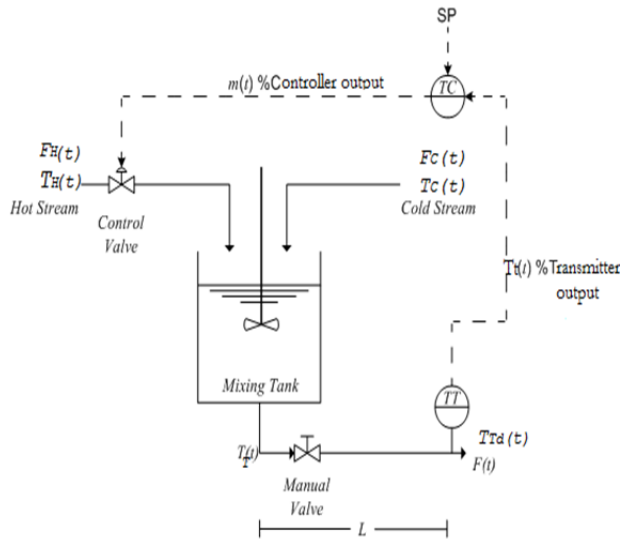 SP
TC
m(t) %Controller output
FH(t)
TH(t)
Hot Stream
Control
Valve
Fc(t)
Tc(t)
Cold Stream
Tt(t) %Transmitter
output
Mixing Tank
TT
TT(t)
TTd(t)
F(t)
Manual
Valve
L